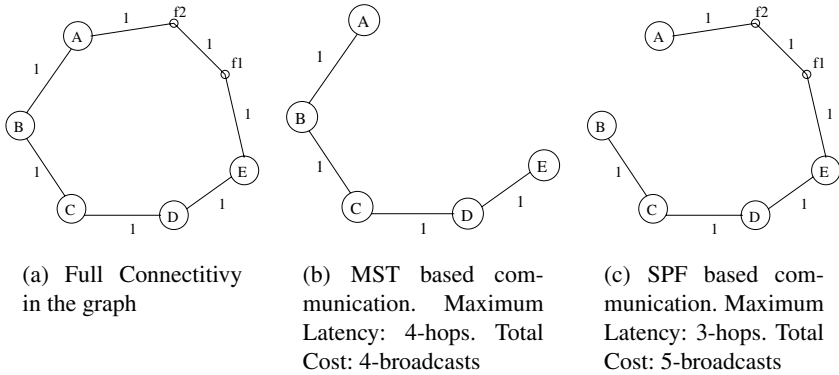 f2
1
A
1
f1
1
1
B
1
E
1
C
D
1
1
A
1
B
1
E
1
C
D
1
f2
1
A
1
f1
1
B
1
E
1
C
D
1
(a) Full Connectitivy
in the graph
(b) MST based com-
munication. Maximum
Latency: 4-hops. Total
Cost: 4-broadcasts
(c) SPF based com-
munication. Maximum
Latency: 3-hops. Total
Cost: 5-broadcasts